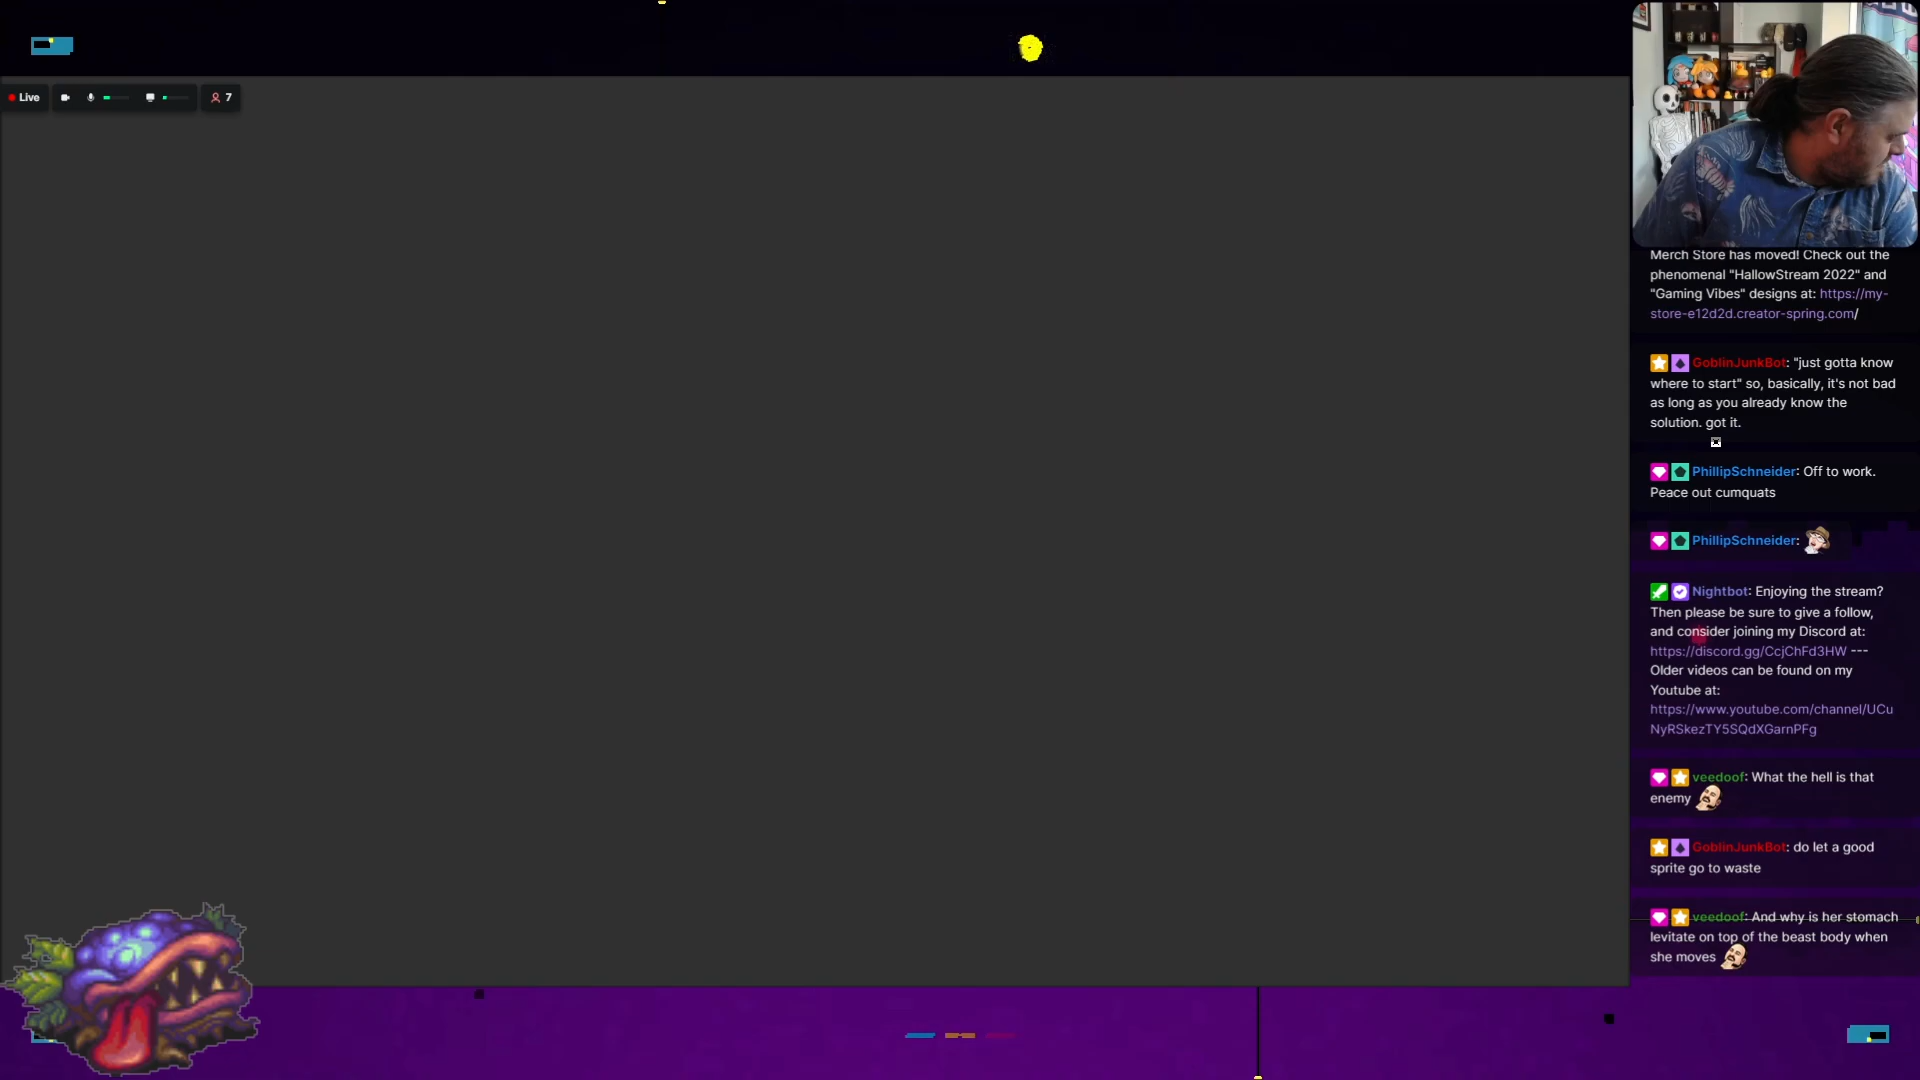 Live
7
Merch Store has moved! Check out the
phenomenal "HallowStream 2022" and
"Gaming Vibes" designs at: https://my-
store-e12d2d.creator-spring.com/
GoblinJunkBot: "just gotta know
where to start" so, basically, it's not bad
as long as you already know the
solution. got it.
PhillipSchneider: Off to work.
Peace out cumquats
PhillipSchneider:
Nightbot: Enjoying the stream?
Then please be sure to give a follow,
and consider joining my Discord at:
https://discord.gg/CcjChFd3HW ---
Older videos can be found on my
Youtube at:
https://www.youtube.com/channel/UCu
NyRSkezTY5SQdXGarnPFg
veedoof: What the hell is that
enemy
GoblinJunkBot: do let a good
sprite go to waste
veedoof: And why is her stomach
levitate on top of the beast body when
she moves